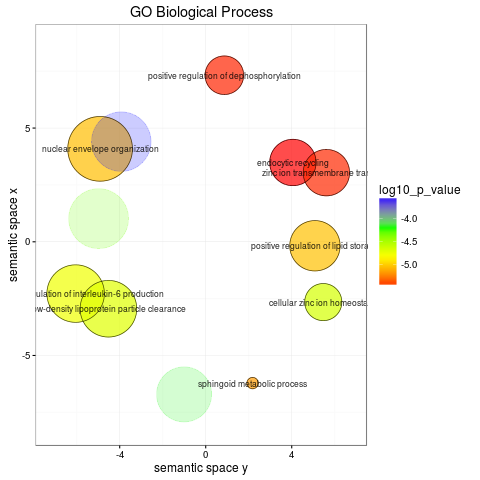 GO Biological Process
positive regulation of dephosphorylation
nuclear envelope organization
endocytic recycling
zinc ion transmembrane tra
positive regulation of lipid stora
cellular zinc ion homeosta
ulation of interleukin-6 production
w-density lipoprotein particle clearance
sphingoid metabolic process
5
0
-5
-4
0
4
semantic space x
semantic space y
log10_p_value
-4.0
-4.5
-5.0